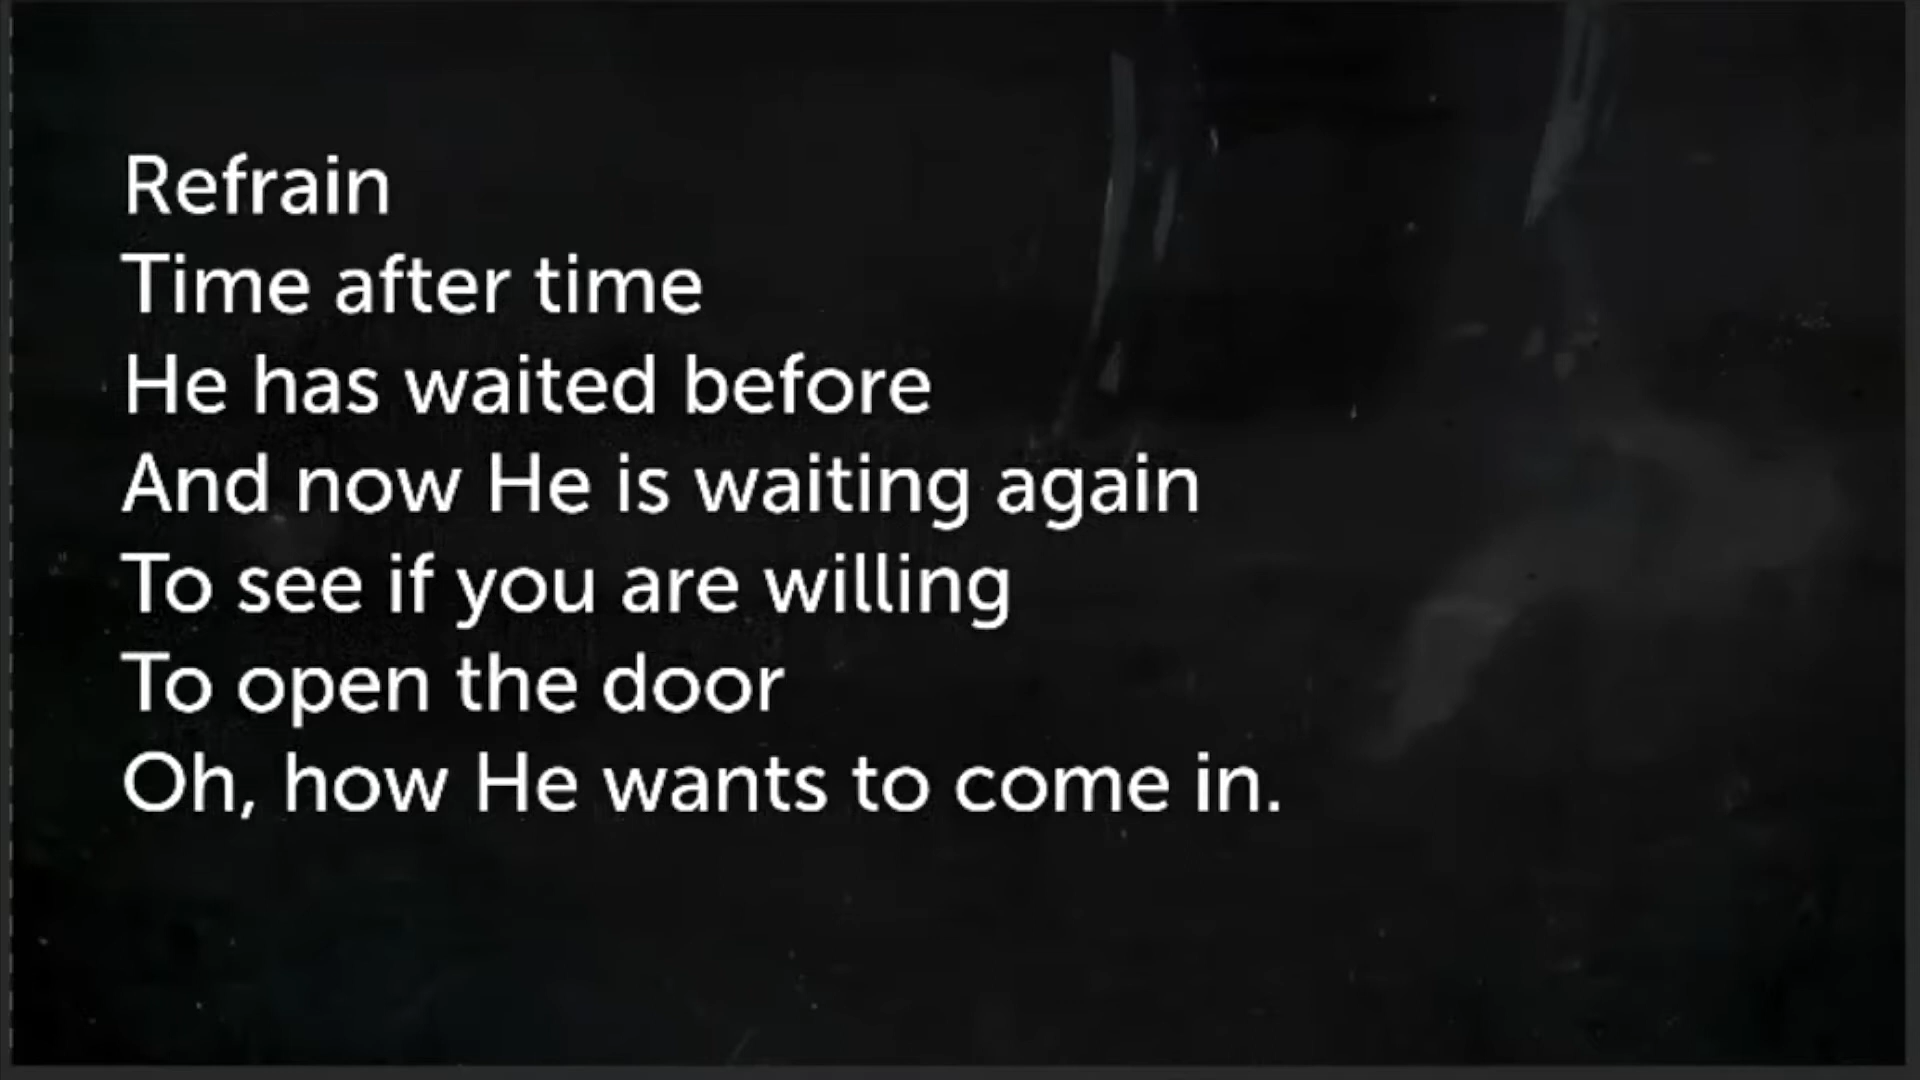 Refrain
Time after time
He has waited before
And now He is waiting again
To see if you are willing
To open the door
Oh, how He wants to come in.